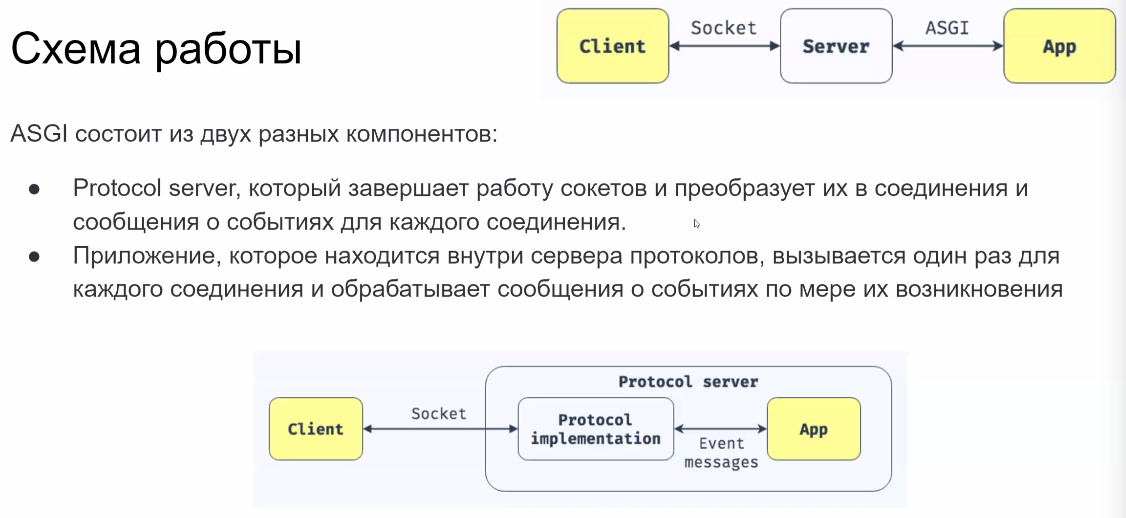 Схема работы
Client
Socket
Server
ASGI
App
ASGI состоит из двух разных компонентов:
● Protocol server, который завершает работу сокетов и преобразует их в соединения и
сообщения о событиях для каждого соединения.
● Приложение, которое находится внутри сервера протоколов, вызывается один раз для
каждого соединения и обрабатывает сообщения о событиях по мере их возникновения
Protocol server
Client
Socket
Protocol
implementation
Event
messages
App